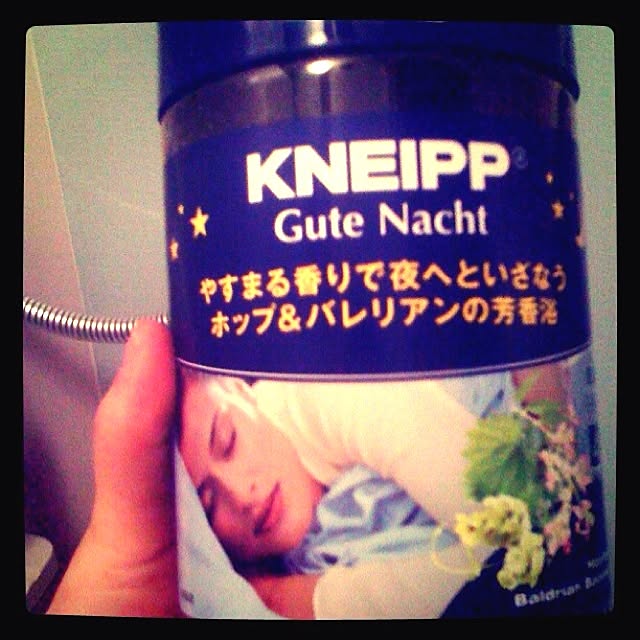 KNEIPP®
Gute Nacht
やすまる香りで夜へといざなう
ホップ&バレリアンの芳香浴
Baldrian